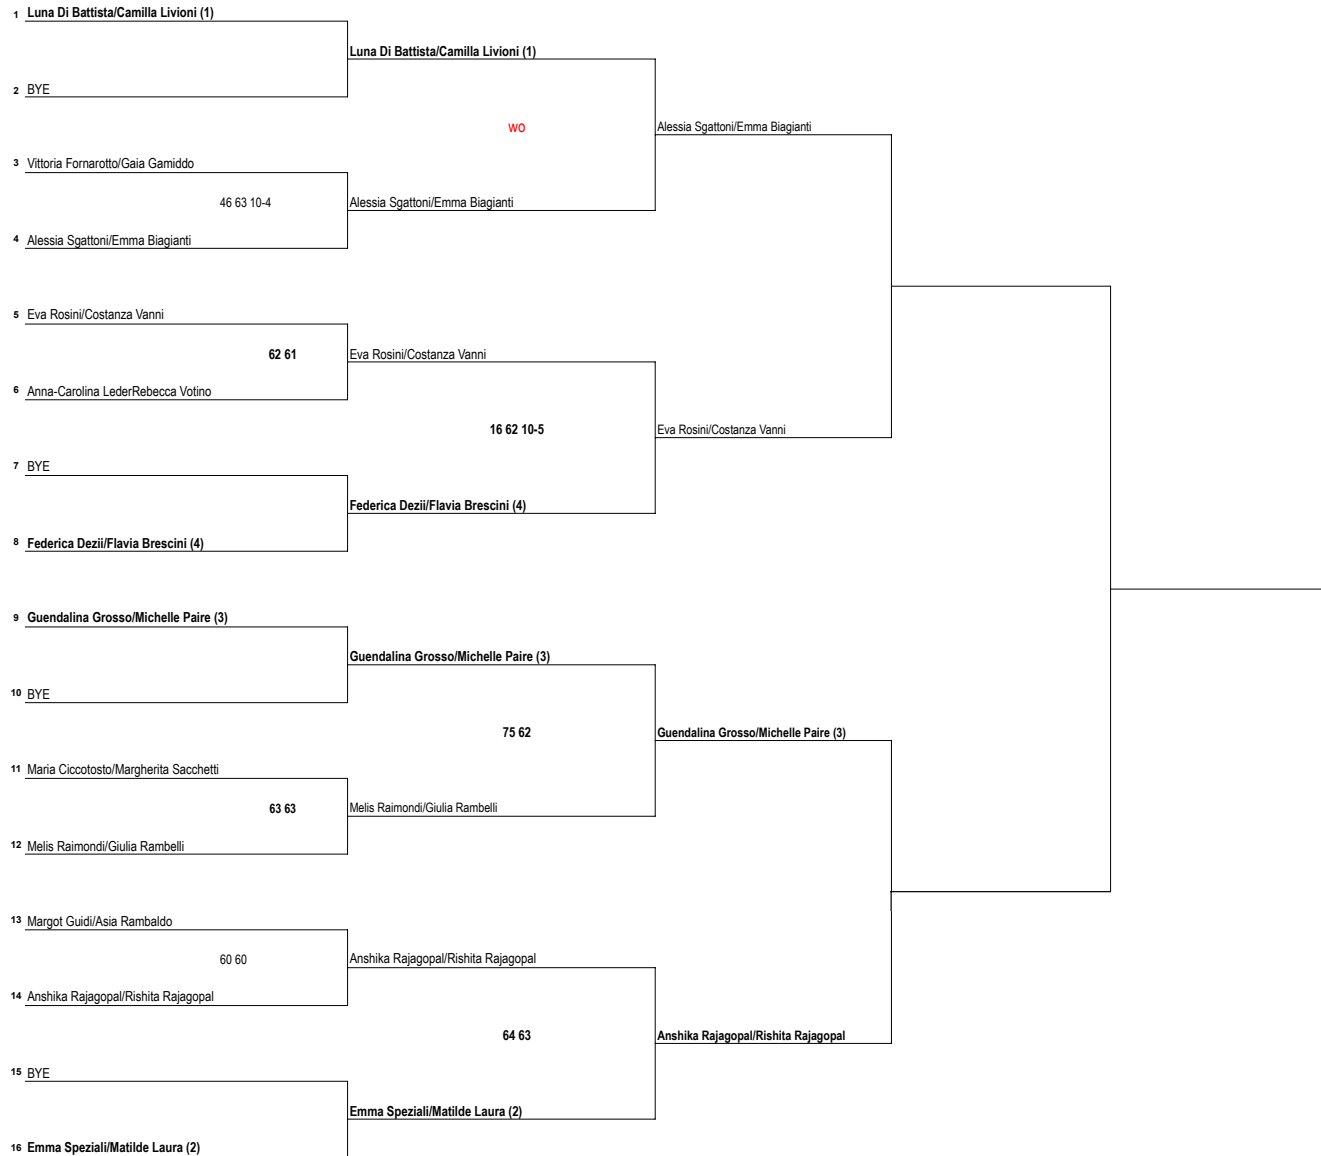 1 Luna Di Battista/Camilla Livioni (1)
Luna Di Battista/Camilla Livioni (1)
2 BYE
WO
Alessia Sgattoni/Emma Biagianti
3 Vittoria Fornarotto/Gaia Gamiddo
46 63 10-4
Alessia Sgattoni/Emma Biagianti
4 Alessia Sgattoni/Emma Biagianti
5 Eva Rosini/Costanza Vanni
62 61
Eva Rosini/Costanza Vanni
6 Anna-Carolina LederRebecca Votino
16 62 10-5
Eva Rosini/Costanza Vanni
7 BYE
Federica Dezii/Flavia Brescini (4)
8 Federica Dezii/Flavia Brescini (4)
9 Guendalina Grosso/Michelle Paire (3)
Guendalina Grosso/Michelle Paire (3)
10 BYE
75 62
Guendalina Grosso/Michelle Paire (3)
11 Maria Ciccotosto/Margherita Sacchetti
63 63
Melis Raimondi/Giulia Rambelli
12 Melis Raimondi/Giulia Rambelli
13 Margot Guidi/Asia Rambaldo
60 60
Anshika Rajagopal/Rishita Rajagopal
14 Anshika Rajagopal/Rishita Rajagopal
64 63
Anshika Rajagopal/Rishita Rajagopal
15 BYE
Emma Speziali/Matilde Laura (2)
16 Emma Speziali/Matilde Laura (2)